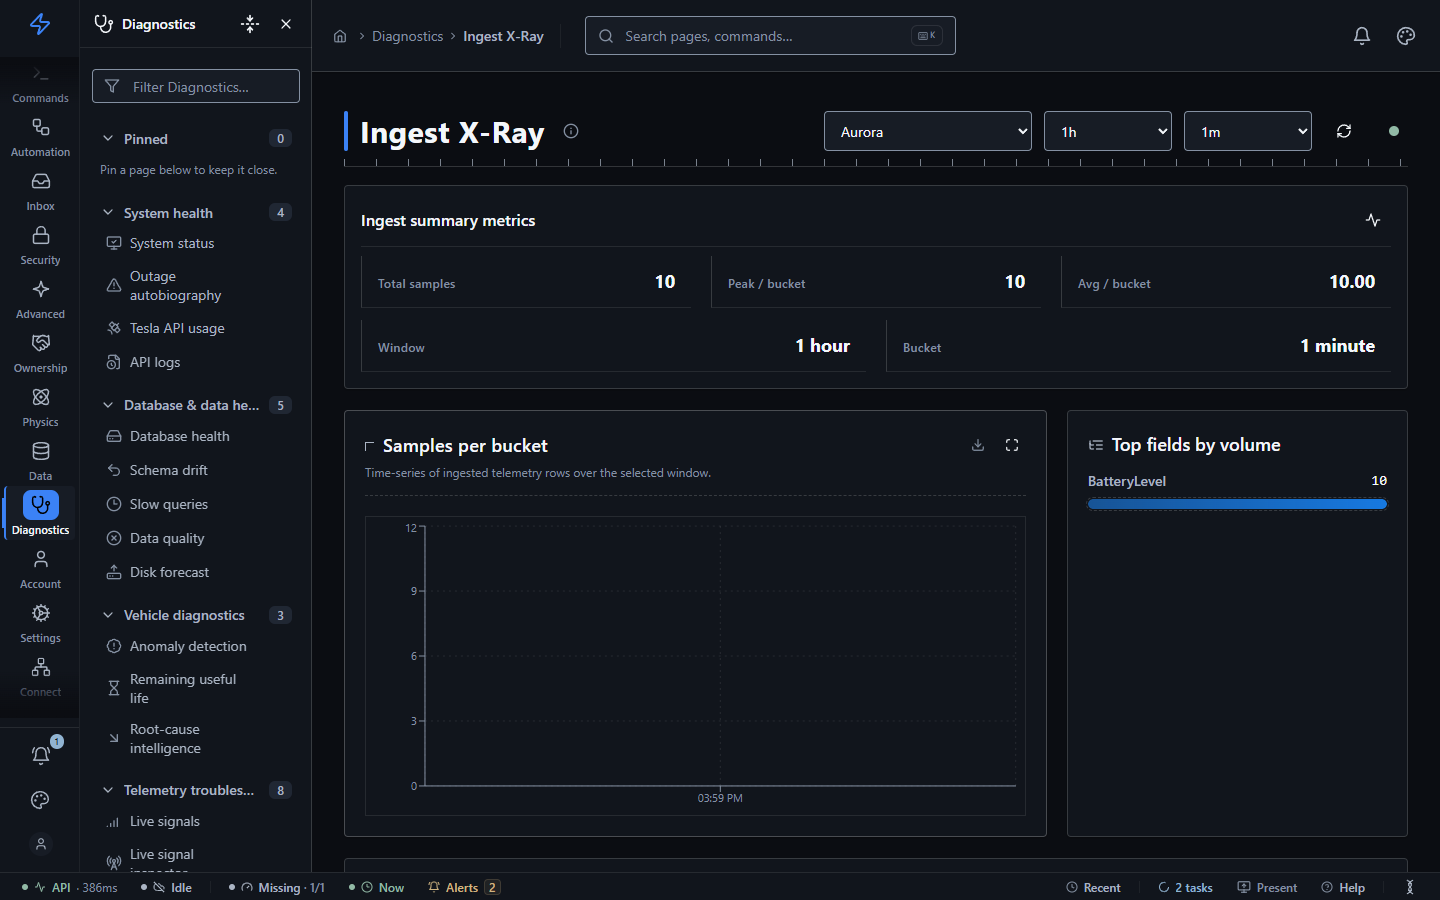 Diagnostics
Diagnostics
Ingest X-Ray
Search pages, commands...
K
Commands
Automation
Inbox
Security
Advanced
Ownership
Physics
Data
Diagnostics
Account
Settings
Connect
1
Filter Diagnostics...
Pinned
0
Pin a page below to keep it close.
System health
4
System status
Outage
autobiography
Tesla API usage
API logs
Database & data he...
5
Database health
Schema drift
Slow queries
Data quality
Disk forecast
Vehicle diagnostics
3
Anomaly detection
Remaining useful
life
Root-cause
intelligence
Telemetry troubles...
8
Live signals
Live signal
inspector
Ingest X-Ray
Aurora
1h
1m
Ingest summary metrics
Total samples
10
Peak / bucket
10
Avg / bucket
10.00
Window
1 hour
Bucket
1 minute
Samples per bucket
Time-series of ingested telemetry rows over the selected window.
12
9
6
3
0
03:59 PM
Top fields by volume
BatteryLevel
10
API · 386ms
Idle
Missing · 1/1
Now
Alerts 2
Recent
2 tasks
Present
Help